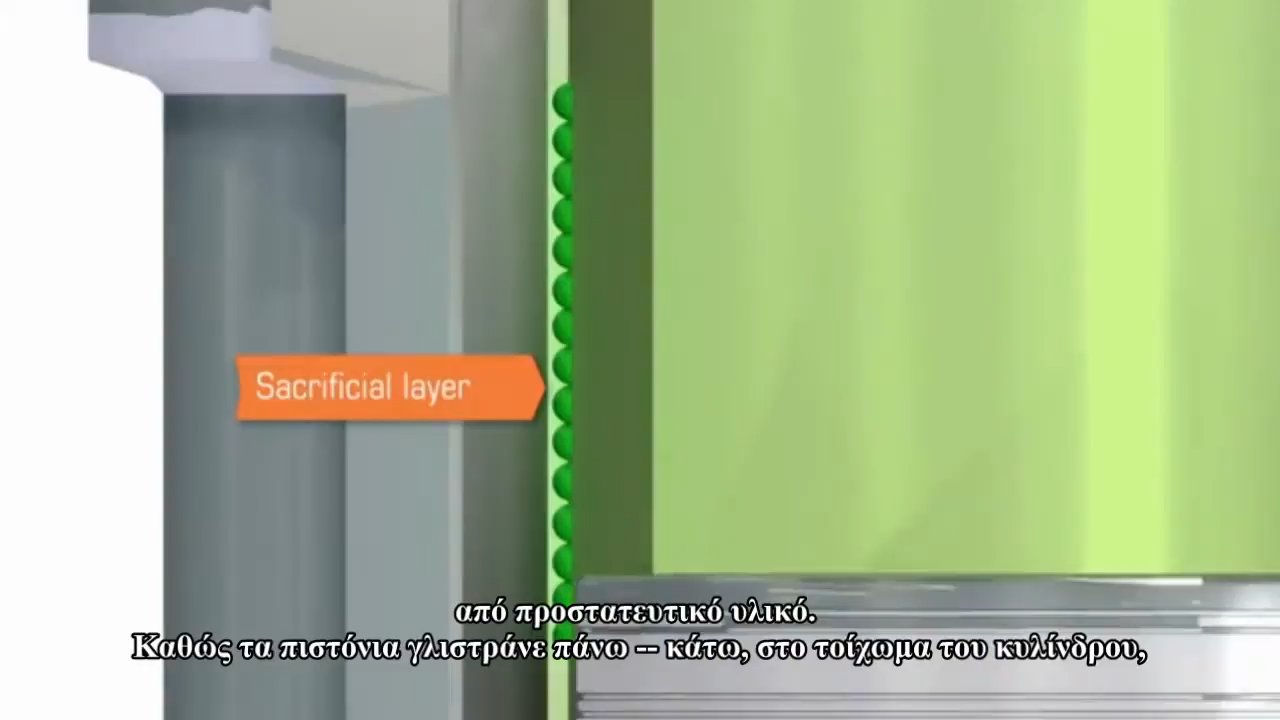 Sacrificial layer
από προστατευτικό υλικό.
Καθώς τα πιστόνια γλιστράνε πάνω -- κάτω, στο τοίχωμα του κυλίνδρου,